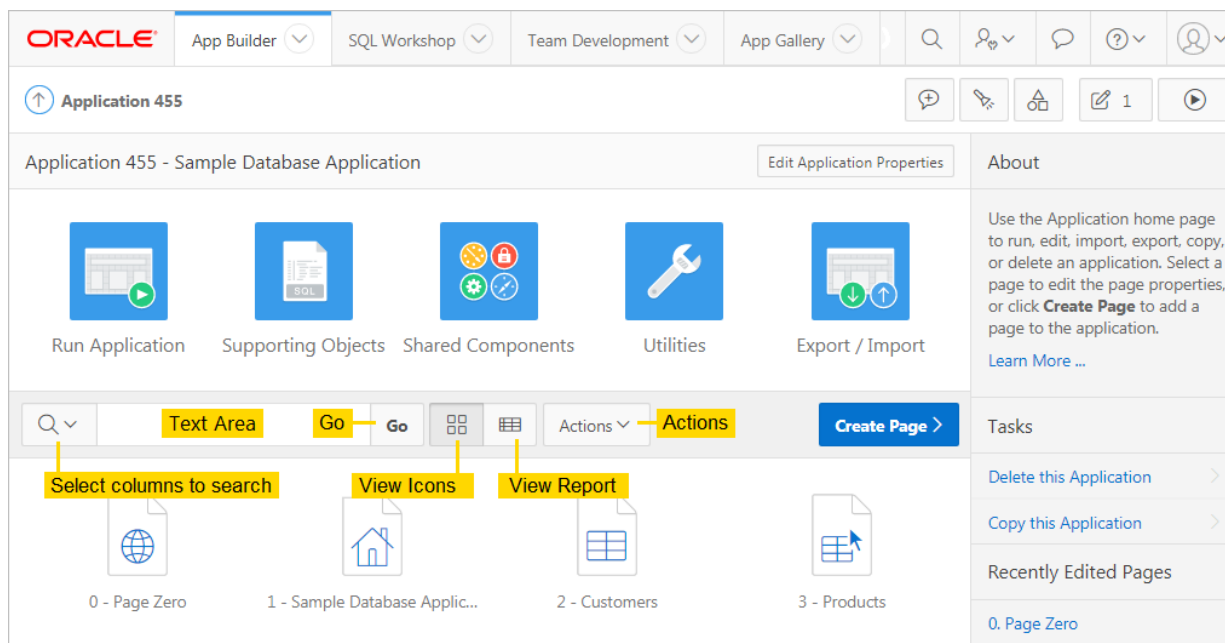 ORACLE
App Builder
SQL Workshop
Team Development
App Gallery
Application 455
1
Application 455 - Sample Database Application
Edit Application Properties
SQL
Run Application
Supporting Objects
Shared Components
Utilities
Export / Import
Text Area
Go
Go
Actions
Actions
Create Page
Select columns to search
View Icons
View Report
0 - Page Zero
1 - Sample Database Applic...
2 - Customers
3 - Products
About
Use the Application home page
to run, edit, import, export, copy,
or delete an application. Select a
page to edit the page properties,
or click Create Page to add a
page to the application.
Learn More ...
Tasks
Delete this Application
Copy this Application
Recently Edited Pages
0. Page Zero